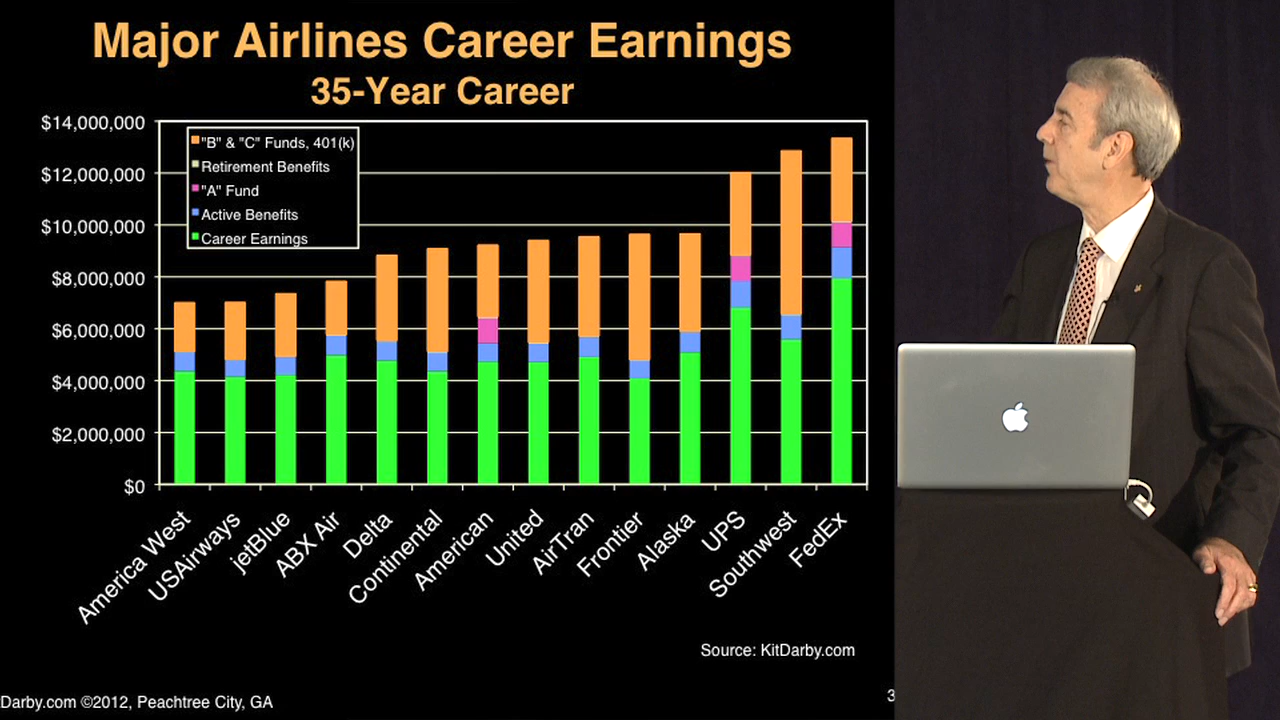 Major Airlines Career Earnings
35-Year Career
$14,000,000
$12,000,000
$10,000,000
$8,000,000
$6,000,000
$4,000,000
$2,000,000
$0
"B" & "C" Funds, 401(k)
Retirement Benefits
"A" Fund
Active Benefits
Career Earnings
America West
USAirways
jetBlue
ABX Air
Delta
Continental
American
United
AirTran
Frontier
Alaska
UPS
Southwest
FedEx
Source: KitDarby.com
Darby.com ©2012, Peachtree City, GA
3